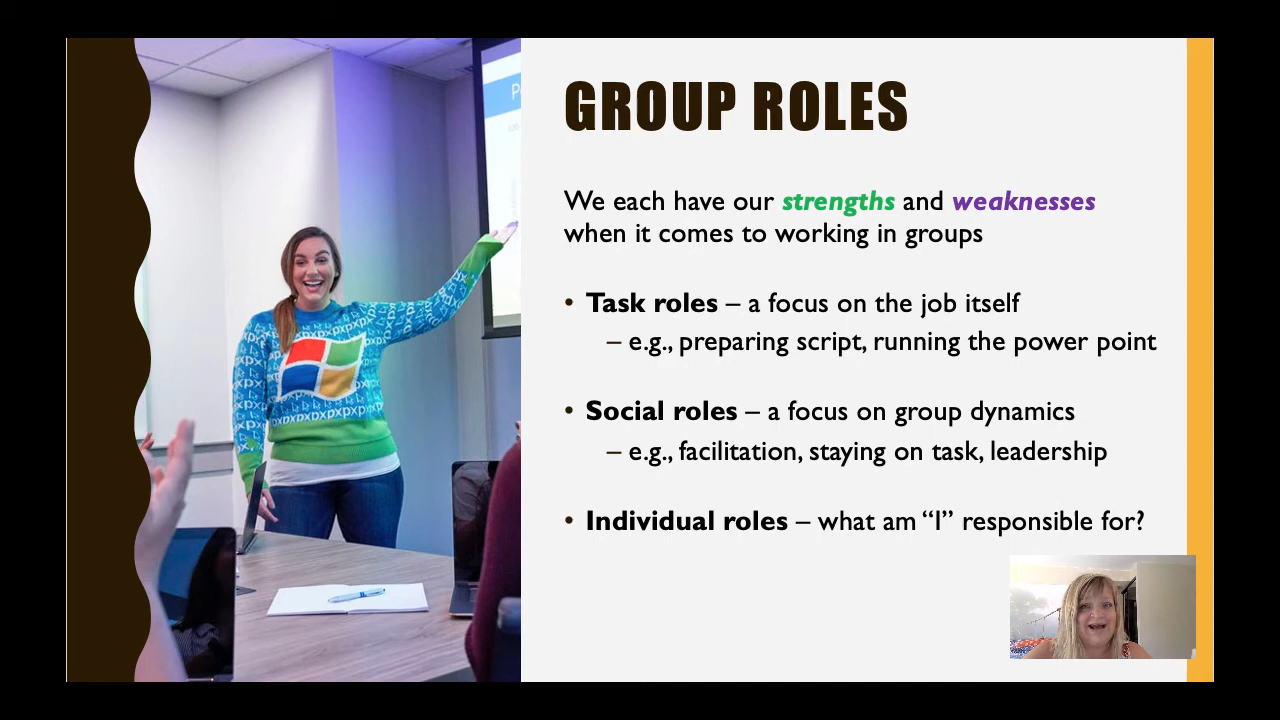 GROUP ROLES
We each have our strengths and weaknesses
when it comes to working in groups
• Task roles – a focus on the job itself
– e.g., preparing script, running the power point
• Social roles – a focus on group dynamics
– e.g., facilitation, staying on task, leadership
• Individual roles – what am “I” responsible for?